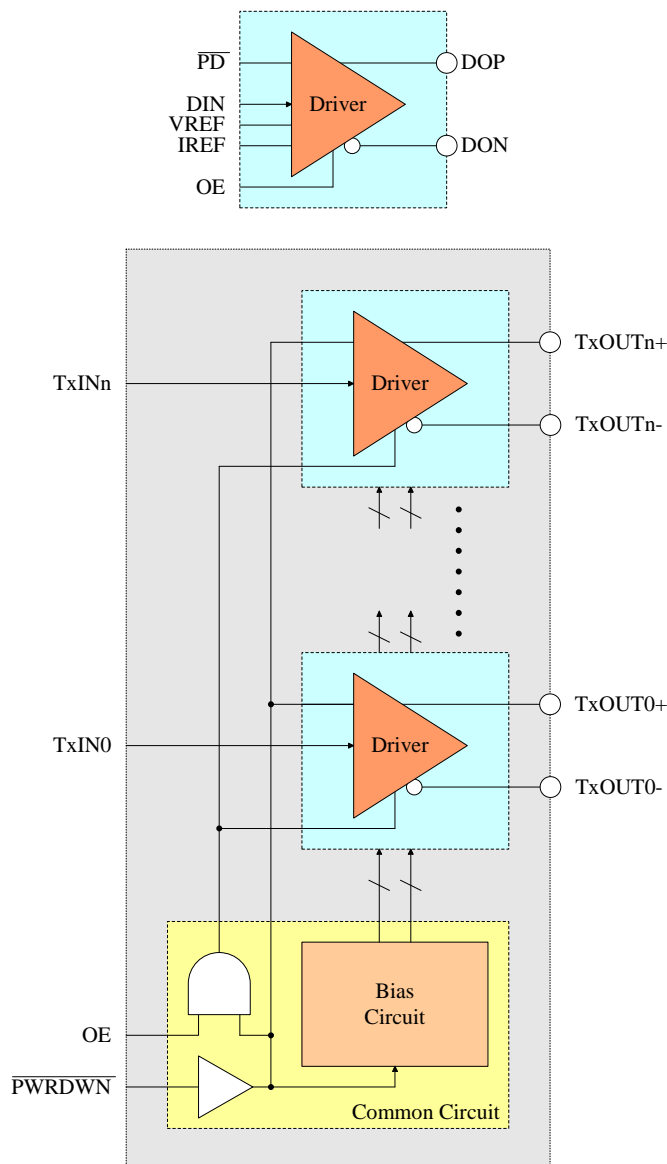 PD
DOP
DIN
Driver
VREF
IREF
DON
OE
TxOUTn+
TxINn
Driver
TxOUTn-
TxOUT0+
TxIN0
Driver
TxOUT0-
Bias
Circuit
OE
PWRDWN
Common Circuit